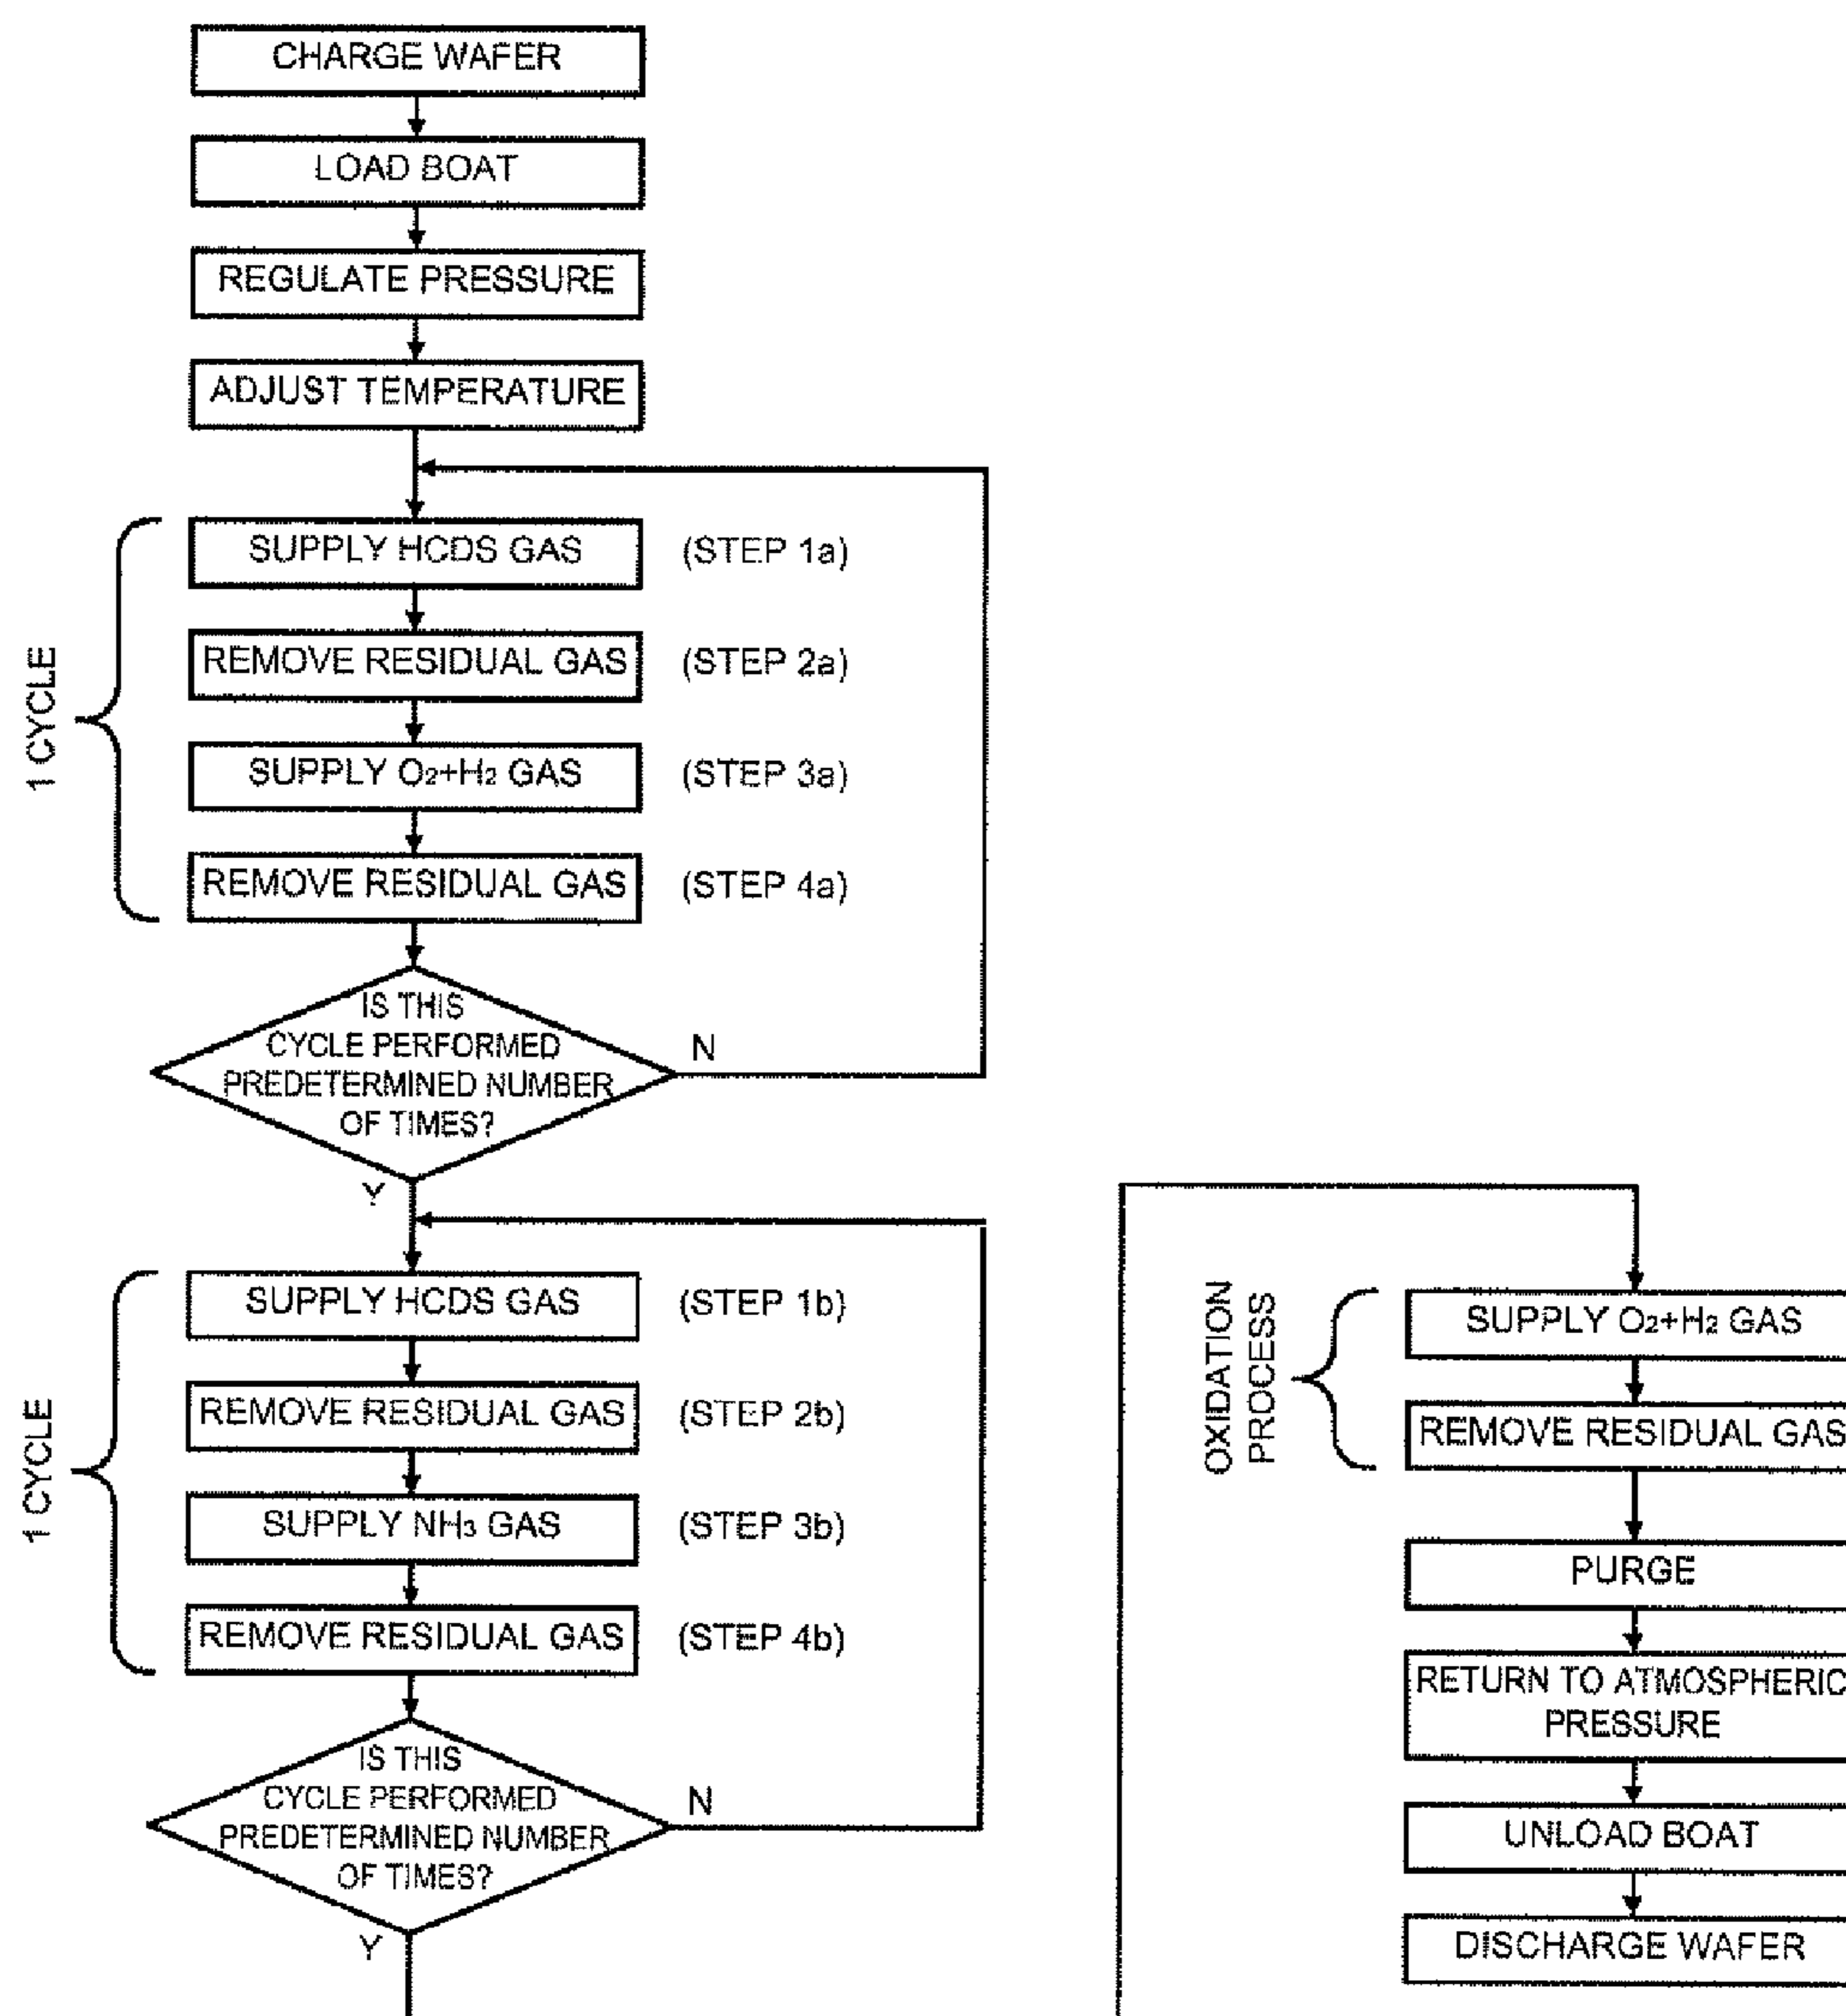 CHARGE WAFER
LOAD BOAT
REGULATE PRESSURE
ADJUST TEMPERATURE
1 CYCLE
SUPPLY HCDS GAS (STEP 1a)
REMOVE RESIDUAL GAS (STEP 2a)
SUPPLY O₂+H₂ GAS (STEP 3a)
REMOVE RESIDUAL GAS (STEP 4a)
IS THIS
CYCLE PERFORMED
PREDETERMINED NUMBER
OF TIMES?
N
Y
1 CYCLE
SUPPLY HCDS GAS (STEP 1b)
REMOVE RESIDUAL GAS (STEP 2b)
SUPPLY NH₃ GAS (STEP 3b)
REMOVE RESIDUAL GAS (STEP 4b)
IS THIS
CYCLE PERFORMED
PREDETERMINED NUMBER
OF TIMES?
N
Y
OXIDATION
PROCESS
SUPPLY O₂+H₂ GAS
REMOVE RESIDUAL GAS
PURGE
RETURN TO ATMOSPHERIC
PRESSURE
UNLOAD BOAT
DISCHARGE WAFER